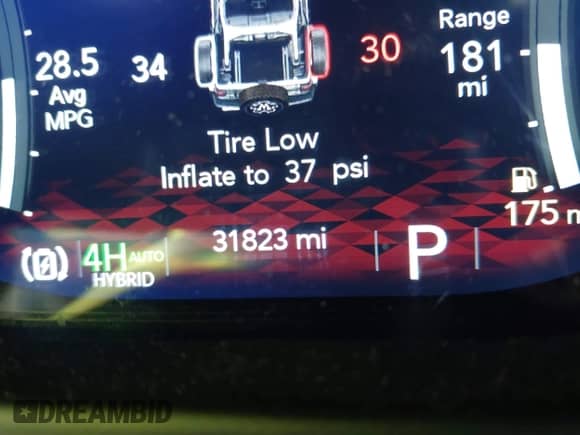 28.5
Avg
MPG
34
30
Range
181
mi
Tire Low
Inflate to 37 psi
175 m
4H AUTO
HYBRID
31823 mi
P
DREAMBID